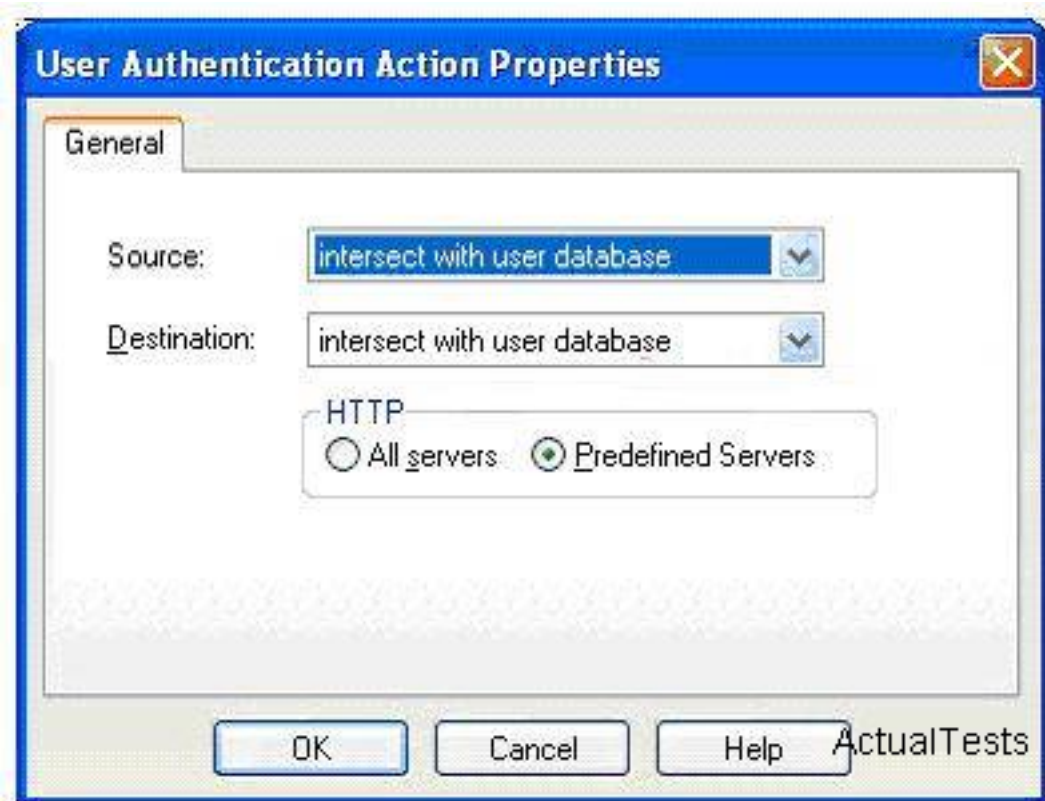 User Authentication Action Properties
General
Source: intersect with user database
Destination: intersect with user database
HTTP
All servers Predefined Servers
OK Cancel Help ActualTests